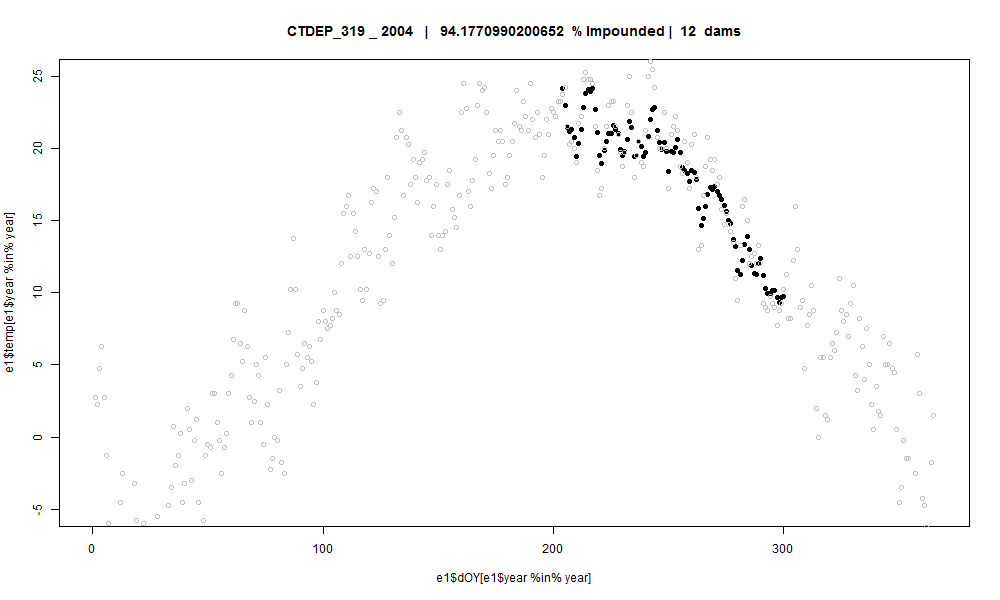 CTDEP_319 _ 2004 | 94.1770990200652 % Impounded | 12 dams
25
20
15
10
5
0
-5
e1$temp[e1$year %in% year]
0 100 200 300
e1$dOY[e1$year %in% year]